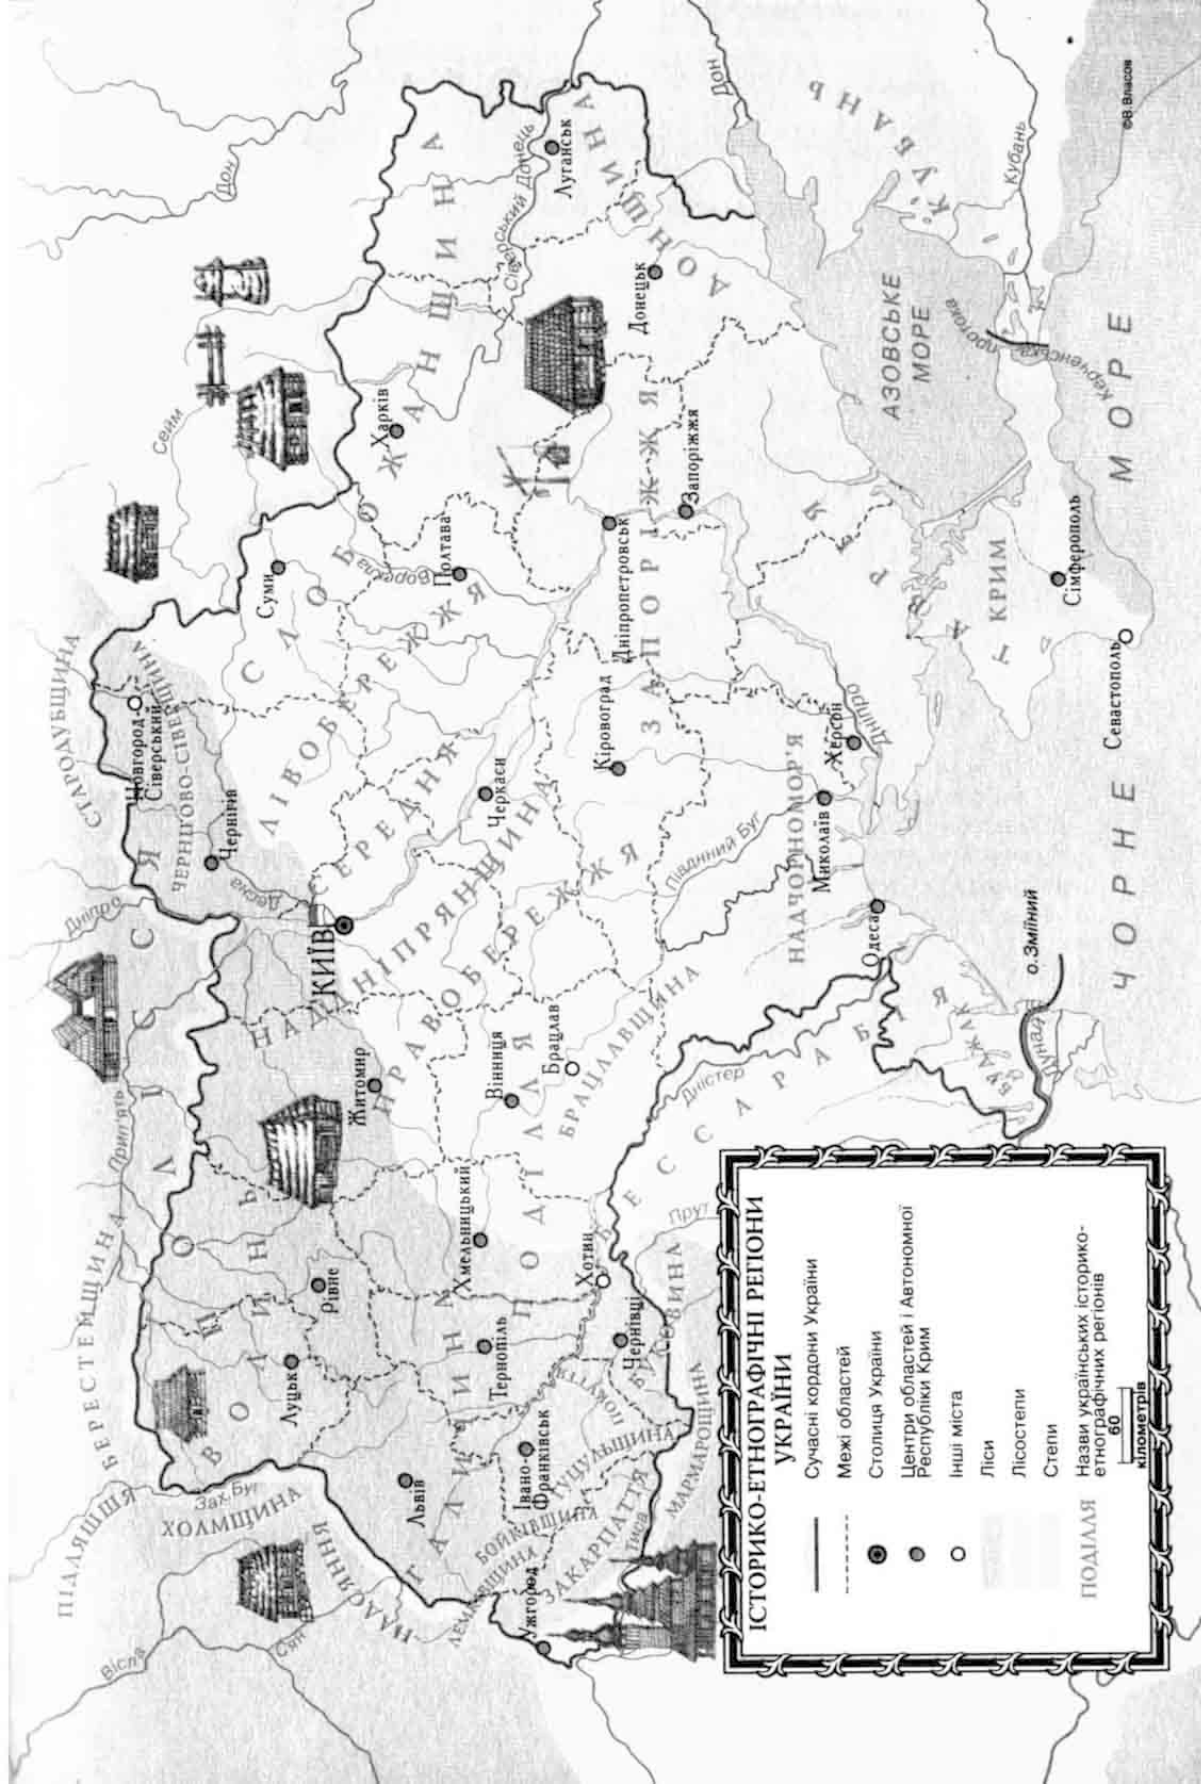 ІСТОРИКО-ЕТНОГРАФІЧНІ РЕГІОНИ
УКРАЇНИ
Сучасні кордони України
Межі областей
Столиця України
Центри областей і Автономної
Республіки Крим
Інші міста
Ліси
Лісостепи
Степи
ПОДІЛЛЯ
Назви українських історико-
етнографічних регіонів
60
кілометрів
ПІДЛЯШШЯ
БЕРЕСТЕЙЩИНА
СТАРОДУБЩИНА
ХОЛМЩИНА
НАДСЯННЯ
ПОЛІССЯ
ВОЛИНЬ
ЧЕРНІГОВО-СІВЕРЩИНА
ГАЛИЧИНА
ЛЕМКІВЩИНА
БОЙКІВЩИНА
ГУЦУЛЬЩИНА
ЗАКАРПАТТЯ
МАРМАРОЩИНА
ПОКУТТЯ
БУКОВИНА
ПОДІЛЛЯ
БРАЦЛАВЩИНА
БЕССАРАБІЯ
БУДЖАК
СЕРЕДНЯ
НАДДНІПРЯНЩИНА
ПРАВОБЕРЕЖЖЯ
ЛІВОБЕРЕЖЖЯ
СЛОБОЖАНЩИНА
ДОНЩИНА
ЗАПОРІЖЖЯ
НАДЧОРНОМОР'Я
ТАВРІЯ
КРИМ
КУБАНЬ
Вісла
Сян
Зах. Буг
Прип'ять
Дніпро
Десна
Сейм
Дон
Дон
Сіверський Донець
Ворскла
Дніпро
Південний Буг
Дністер
Прут
Дунай
Тиса
Кубань
Керченська
протока
АЗОВСЬКЕ
МОРЕ
ЧОРНЕ МОРЕ
о.Зміїний
КИЇВ
Новгород-
Сіверський
Чернігів
Суми
Харків
Луганськ
Донецьк
Полтава
Дніпропетровськ
Запоріжжя
Кіровоград
Черкаси
Житомир
Вінниця
Брацлав
Хмельницький
Рівне
Луцьк
Львів
Тернопіль
Івано-
Франківськ
Ужгород
Чернівці
Хотин
Одеса
Миколаїв
Херсон
Сімферополь
Севастополь
©В.Власов